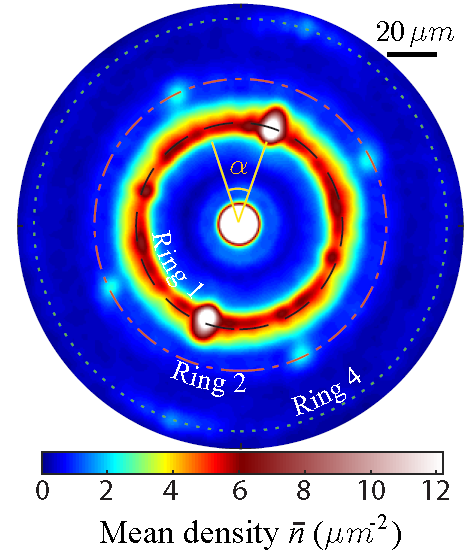 20 μm
α
Ring 1
Ring 2
Ring 4
0 2 4 6 8 10 12
Mean density n̄ (μm⁻²)